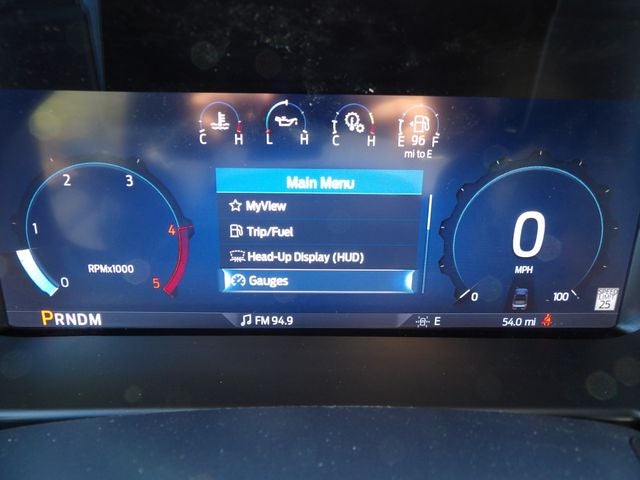 C H L H C H E 96 F
mi to E
Main Menu
MyView
Trip/Fuel
Head-Up Display (HUD)
Gauges
0 1 2 3 4 5
RPMx1000
0
MPH
0 100
SPEED
LIMIT
25
PRNDM
FM 94.9
E
54.0 mi